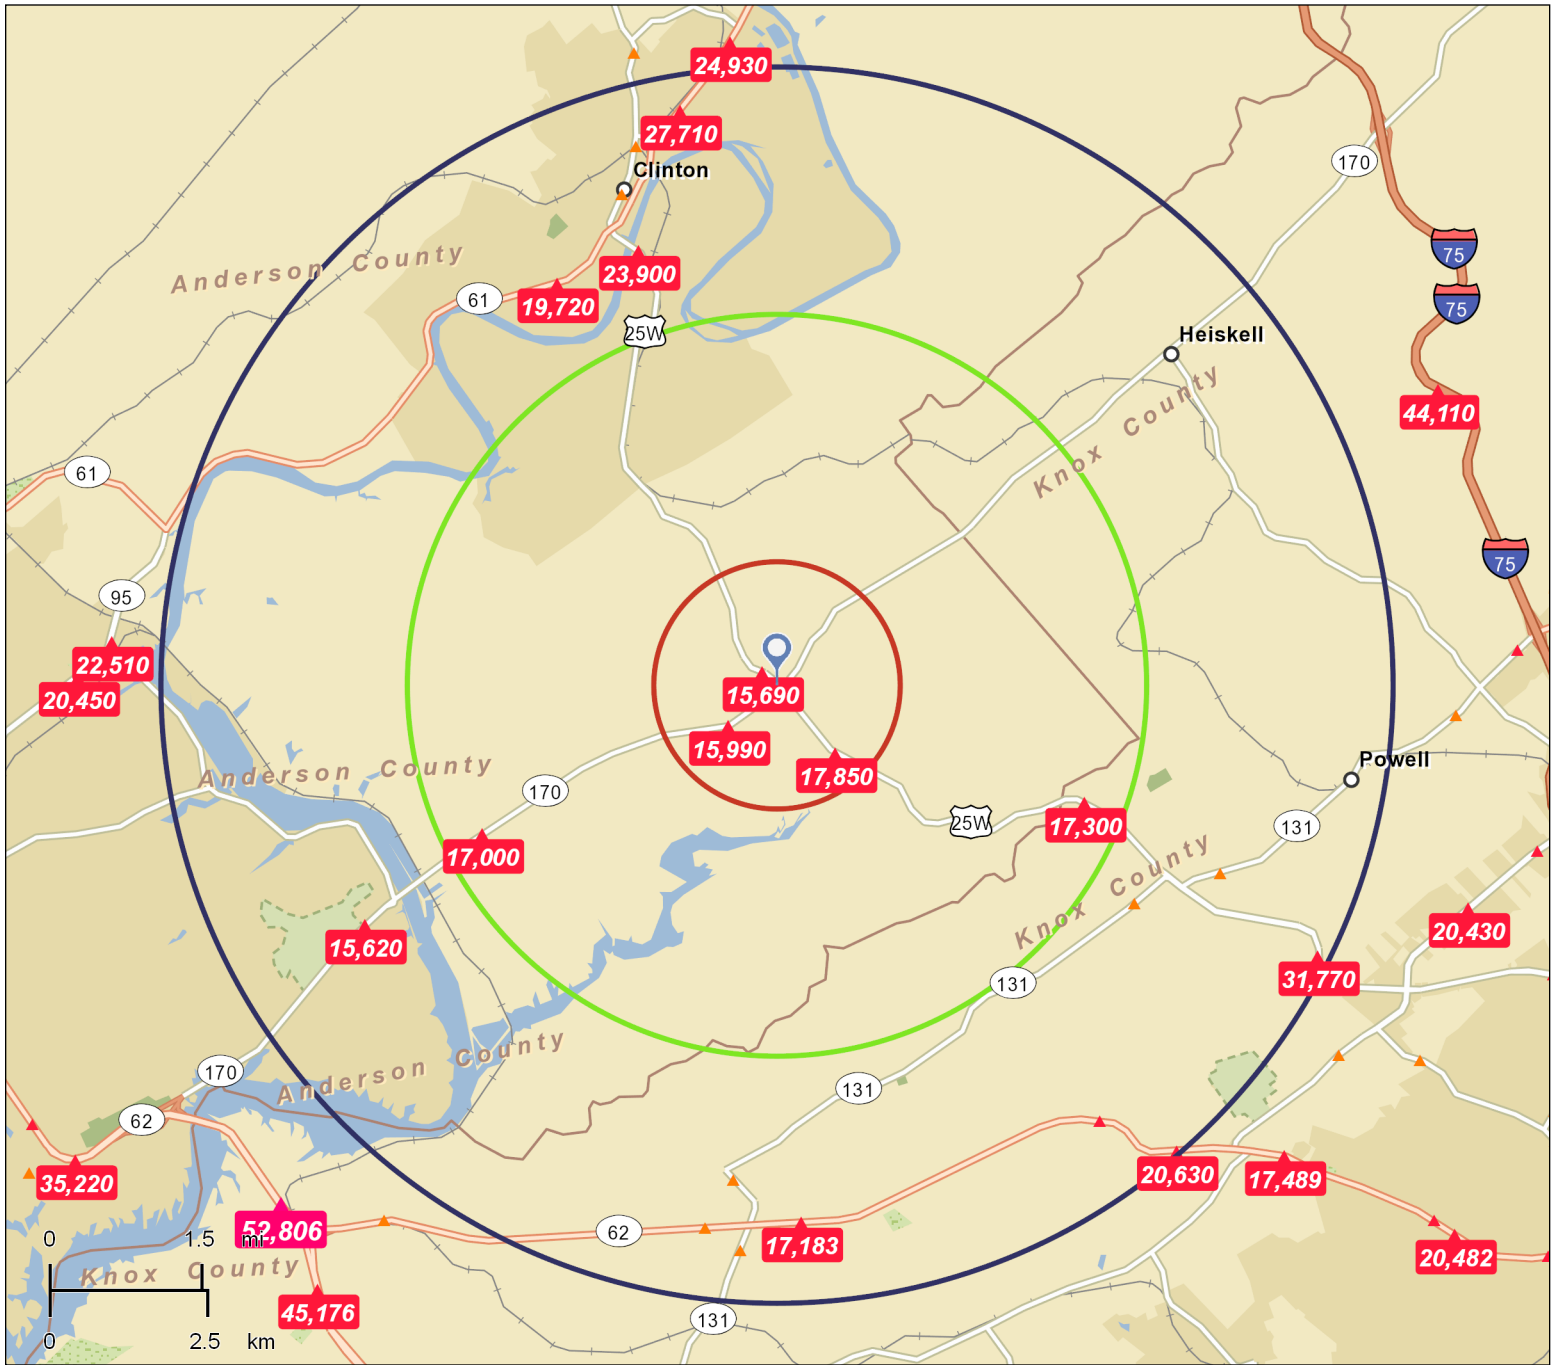 24,930
27,710
Clinton
170
Anderson County
75
23,900
61
19,720
75
25W
Heiskell
44,110
Knox County
61
75
95
22,510
15,690
20,450
15,990
Powell
17,850
Anderson County
170
25W
17,300
131
17,000
Knox County
20,430
15,620
31,770
131
Anderson County
170
131
62
35,220
20,630
17,489
52,806
62
0 1.5 mi
17,183
20,482
Knox County
45,176
131
0 2.5 km